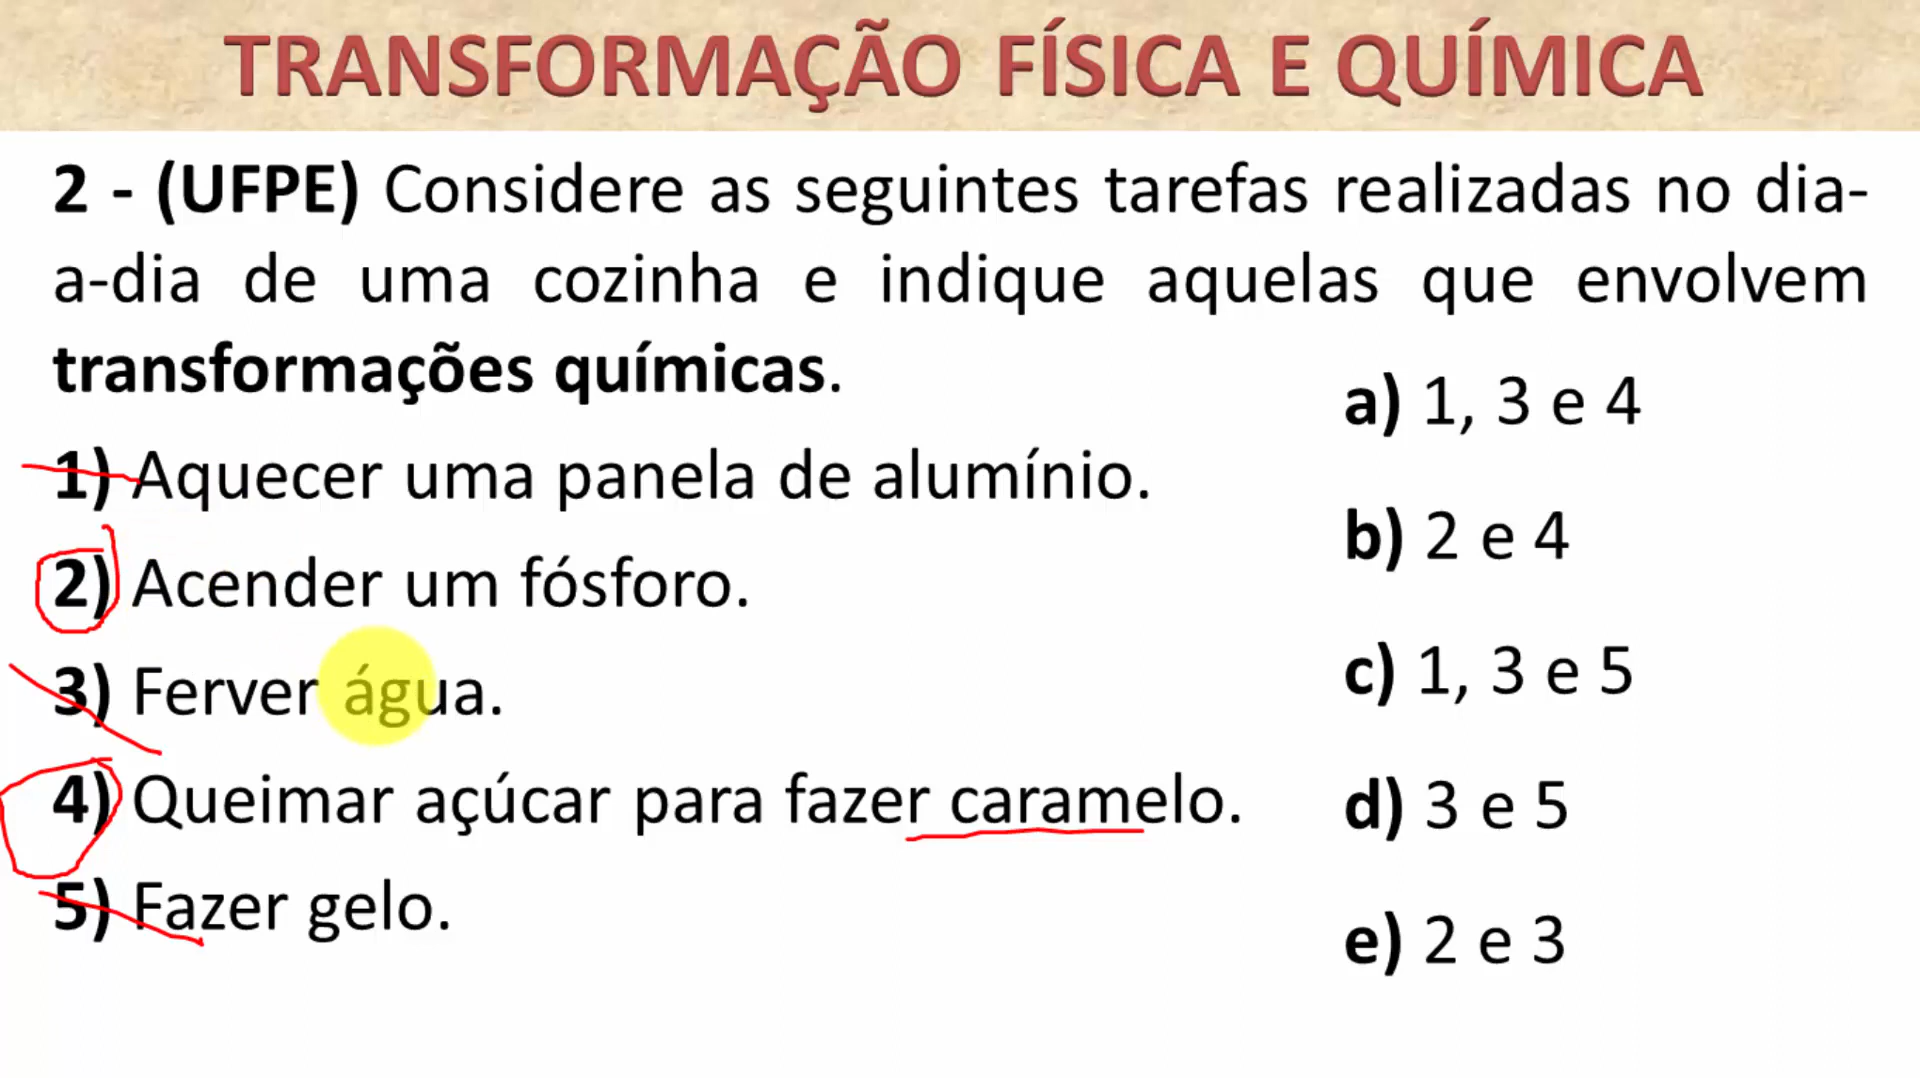 TRANSFORMAÇÃO FÍSICA E QUÍMICA
2 - (UFPE) Considere as seguintes tarefas realizadas no dia-
a-dia de uma cozinha e indique aquelas que envolvem
transformações químicas.
1) Aquecer uma panela de alumínio.
2) Acender um fósforo.
3) Ferver água.
4) Queimar açúcar para fazer caramelo.
5) Fazer gelo.
a) 1, 3 e 4
b) 2 e 4
c) 1, 3 e 5
d) 3 e 5
e) 2 e 3